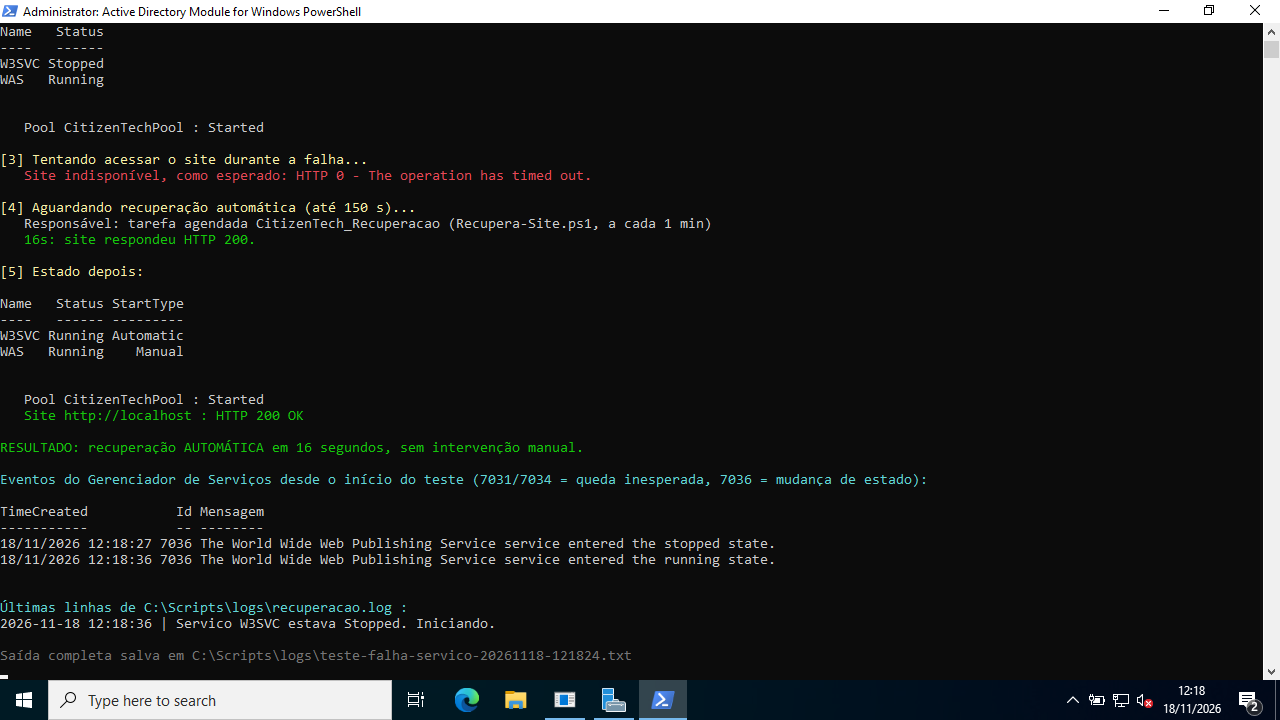 Administrator: Active Directory Module for Windows PowerShell
Name   Status
----   ------
W3SVC Stopped
WAS   Running
Pool CitizenTechPool : Started
[3] Tentando acessar o site durante a falha...
Site indisponível, como esperado: HTTP 0 - The operation has timed out.
[4] Aguardando recuperação automática (até 150 s)...
Responsável: tarefa agendada CitizenTech_Recuperacao (Recupera-Site.ps1, a cada 1 min)
16s: site respondeu HTTP 200.
[5] Estado depois:
Name   Status StartType
----   ------ ---------
W3SVC Running Automatic
WAS   Running    Manual
Pool CitizenTechPool : Started
Site http://localhost : HTTP 200 OK
RESULTADO: recuperação AUTOMÁTICA em 16 segundos, sem intervenção manual.
Eventos do Gerenciador de Serviços desde o início do teste (7031/7034 = queda inesperada, 7036 = mudança de estado):
TimeCreated           Id Mensagem
-----------           -- --------
18/11/2026 12:18:27 7036 The World Wide Web Publishing Service service entered the stopped state.
18/11/2026 12:18:36 7036 The World Wide Web Publishing Service service entered the running state.
Últimas linhas de C:\Scripts\logs\recuperacao.log :
2026-11-18 12:18:36 | Servico W3SVC estava Stopped. Iniciando.
Saída completa salva em C:\Scripts\logs\teste-falha-servico-20261118-121824.txt
Type here to search
12:18
18/11/2026
2